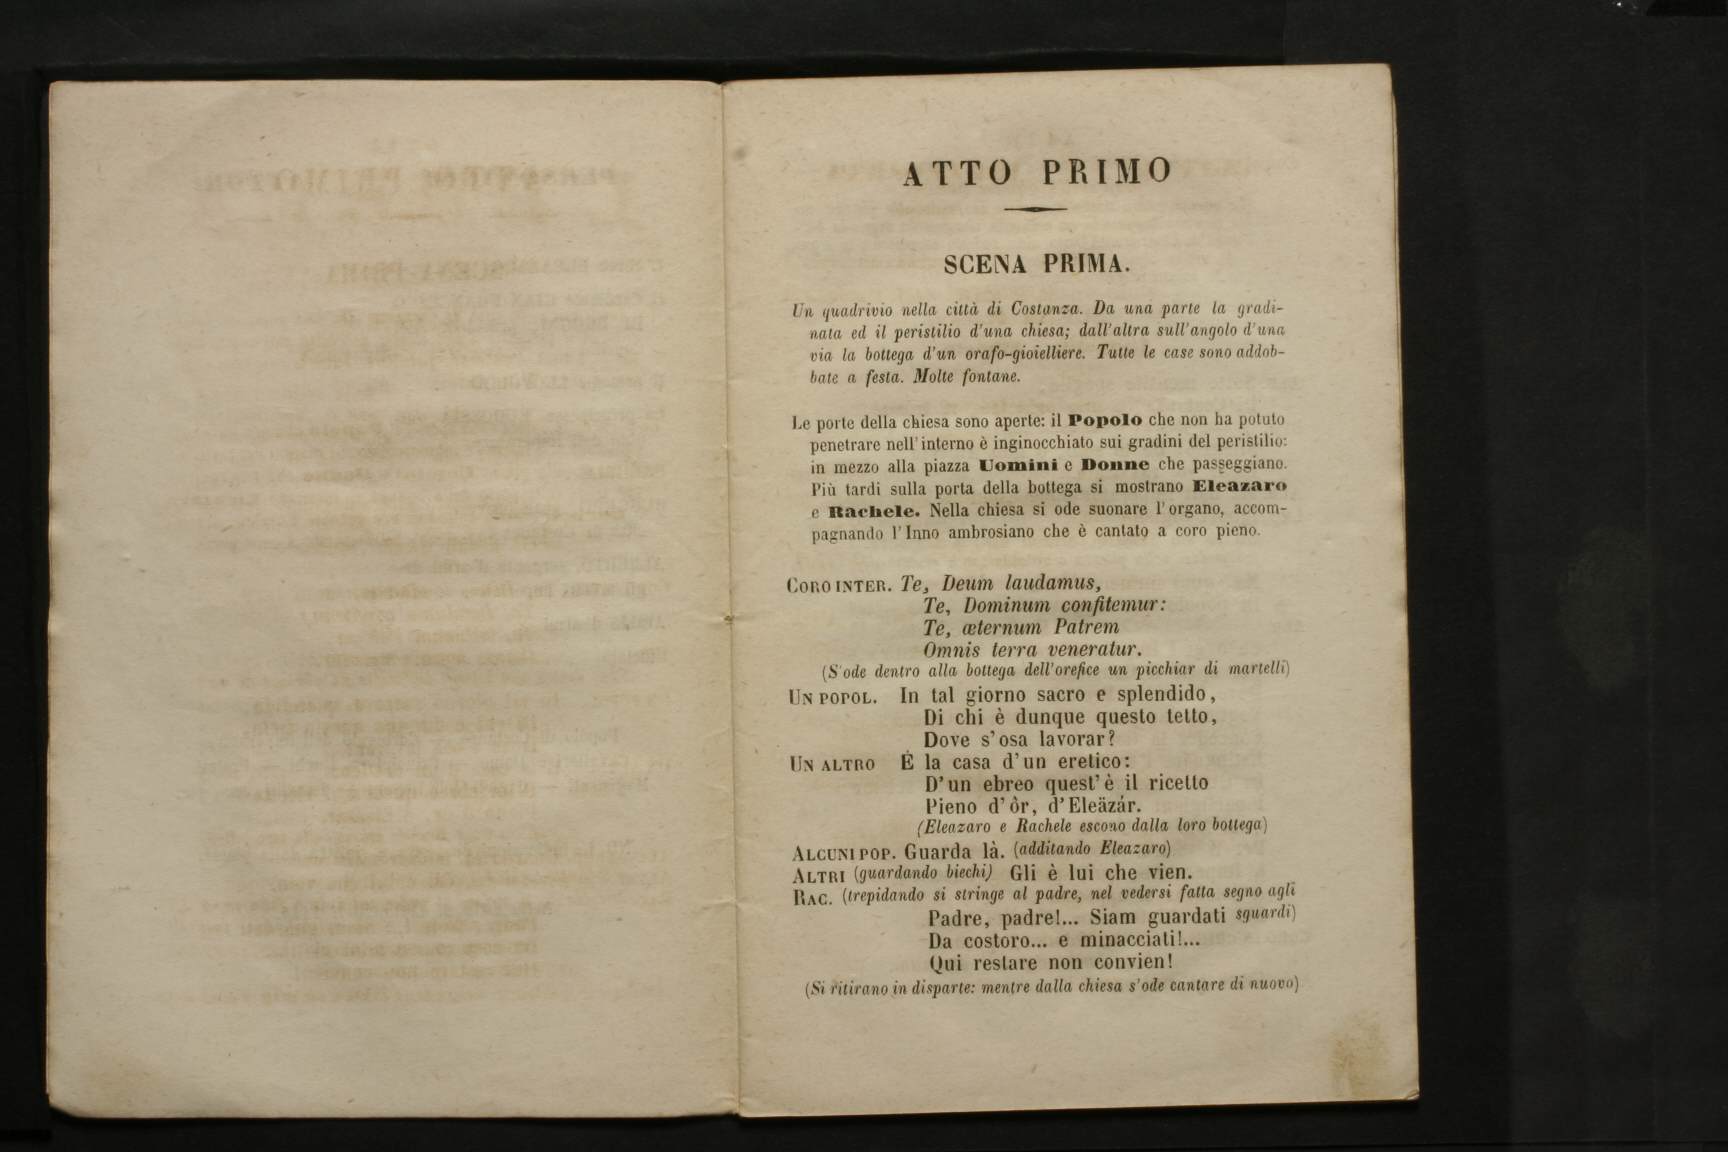 ATTO PRIMO
SCENA PRIMA.
Un quadrivio nella città di Costanza. Da una parte la gradi-
nata ed il peristilio d'una chiesa; dall'altra sull'angolo d'una
via la bottega d'un orafo-gioielliere. Tutte le case sono addob-
bate a festa. Molte fontane.
Le porte della chiesa sono aperte: il Popolo che non ha potuto
penetrare nell'interno è inginocchiato sui gradini del peristilio:
in mezzo alla piazza Uomini e Donne che passeggiano.
Più tardi sulla porta della bottega si mostrano Eleazaro
e Rachele. Nella chiesa si ode suonare l'organo, accom-
pagnando l'Inno ambrosiano che è cantato a coro pieno.
CORO INTER. Te, Deum laudamus,
Te, Dominum confitemur:
Te, æternum Patrem
Omnis terra veneratur.
(S'ode dentro alla bottega dell'orefice un picchiar di martelli)
UN POPOL. In tal giorno sacro e splendido,
Di chi è dunque questo tetto,
Dove s'osa lavorar?
UN ALTRO É la casa d'un eretico:
D'un ebreo quest'è il ricetto
Pieno d'ôr, d'Eleäzár.
(Eleazaro e Rachele escono dalla loro bottega)
ALCUNI POP. Guarda là. (additando Eleazaro)
ALTRI (guardando biechi) Gli è lui che vien.
RAC. (trepidando si stringe al padre, nel vedersi fatta segno agli
Padre, padre!... Siam guardati sguardi)
Da costoro... e minacciati!...
Qui restare non convien!
(Si ritirano in disparte: mentre dalla chiesa s'ode cantare di nuovo)